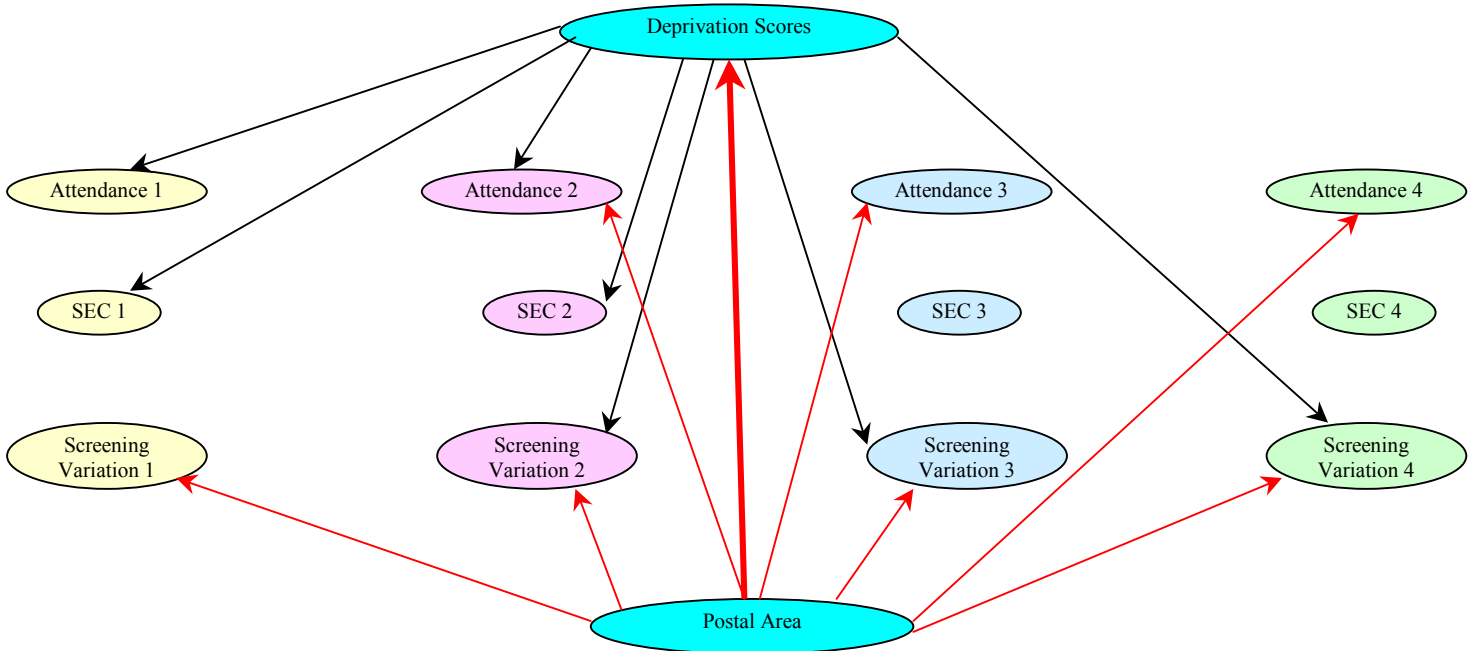 Deprivation Scores
Attendance 1
Attendance 2
Attendance 3
Attendance 4
SEC 1
SEC 2
SEC 3
SEC 4
Screening
Variation 1
Screening
Variation 2
Screening
Variation 3
Screening
Variation 4
Postal Area